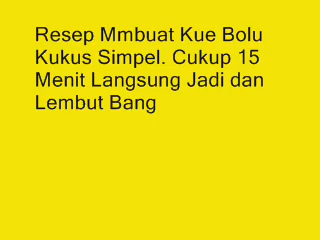 Resep Mmbuat Kue Bolu
Kukus Simpel. Cukup 15
Menit Langsung Jadi dan
Lembut Bang